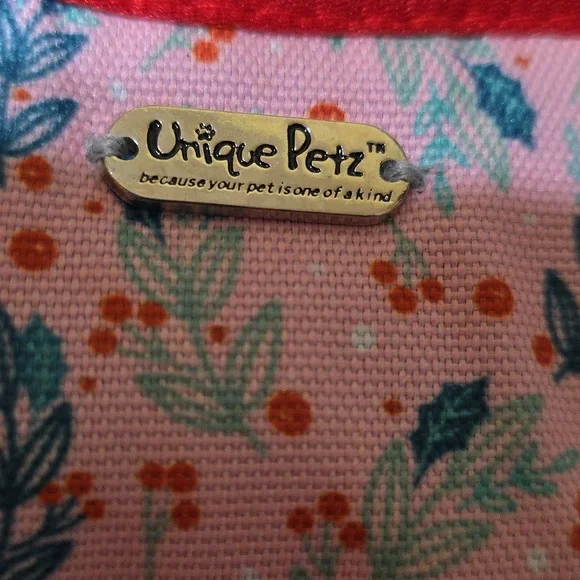 Unique Petz™
because your pet is one of a kind